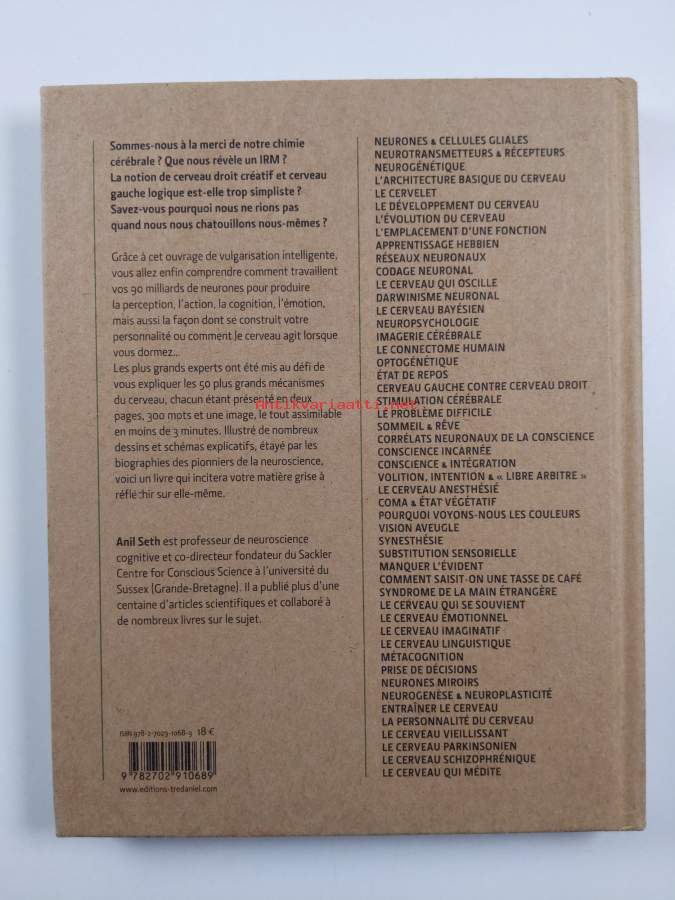 Sommes-nous à la merci de notre chimie
cérébrale ? Que nous révèle un IRM ?
La notion de cerveau droit créatif et cerveau
gauche logique est-elle trop simpliste ?
Savez-vous pourquoi nous ne rions pas
quand nous nous chatouillons nous-mêmes ?
Grâce à cet ouvrage de vulgarisation intelligente,
vous allez enfin comprendre comment travaillent
vos 90 milliards de neurones pour produire
la perception, l'action, la cognition, l'émotion,
mais aussi la façon dont se construit votre
personnalité ou comment le cerveau agit lorsque
vous dormez...
Les plus grands experts ont été mis au défi de
vous expliquer les 50 plus grands mécanismes
du cerveau, chacun étant présenté en deux
pages, 300 mots et une image, le tout assimilable
en moins de 3 minutes. Illustré de nombreux
dessins et schémas explicatifs, étayé par les
biographies des pionniers de la neuroscience,
voici un livre qui incitera votre matière grise à
réfléchir sur elle-même.
Anil Seth est professeur de neuroscience
cognitive et co-directeur fondateur du Sackler
Centre for Conscious Science à l'université du
Sussex (Grande-Bretagne). Il a publié plus d'une
centaine d'articles scientifiques et collaboré à
de nombreux livres sur le sujet.
ISBN 978-2-7029-1068-9 18 €
9 782702 910689
www.editions-tredaniel.com
NEURONES & CELLULES GLIALES
NEUROTRANSMETTEURS & RÉCEPTEURS
NEUROGÉNÉTIQUE
L'ARCHITECTURE BASIQUE DU CERVEAU
LE CERVELET
LE DÉVELOPPEMENT DU CERVEAU
L'ÉVOLUTION DU CERVEAU
L'EMPLACEMENT D'UNE FONCTION
APPRENTISSAGE HEBBIEN
RÉSEAUX NEURONAUX
CODAGE NEURONAL
LE CERVEAU QUI OSCILLE
DARWINISME NEURONAL
LE CERVEAU BAYÉSIEN
NEUROPSYCHOLOGIE
IMAGERIE CÉRÉBRALE
LE CONNECTOME HUMAIN
OPTOGÉNÉTIQUE
ÉTAT DE REPOS
CERVEAU GAUCHE CONTRE CERVEAU DROIT
STIMULATION CÉRÉBRALE
LE PROBLÈME DIFFICILE
SOMMEIL & RÊVE
CORRÉLATS NEURONAUX DE LA CONSCIENCE
CONSCIENCE INCARNÉE
CONSCIENCE & INTÉGRATION
VOLITION, INTENTION & « LIBRE ARBITRE »
LE CERVEAU ANESTHÉSIÉ
COMA & ÉTAT VÉGÉTATIF
POURQUOI VOYONS-NOUS LES COULEURS
VISION AVEUGLE
SYNESTHÉSIE
SUBSTITUTION SENSORIELLE
MANQUER L'ÉVIDENT
COMMENT SAISIT-ON UNE TASSE DE CAFÉ
SYNDROME DE LA MAIN ÉTRANGÈRE
LE CERVEAU QUI SE SOUVIENT
LE CERVEAU ÉMOTIONNEL
LE CERVEAU IMAGINATIF
LE CERVEAU LINGUISTIQUE
MÉTACOGNITION
PRISE DE DÉCISIONS
NEURONES MIROIRS
NEUROGENÈSE & NEUROPLASTICITÉ
ENTRAÎNER LE CERVEAU
LA PERSONNALITÉ DU CERVEAU
LE CERVEAU VIEILLISSANT
LE CERVEAU PARKINSONIEN
LE CERVEAU SCHIZOPHRÉNIQUE
LE CERVEAU QUI MÉDITE
Antikvariaatti.net